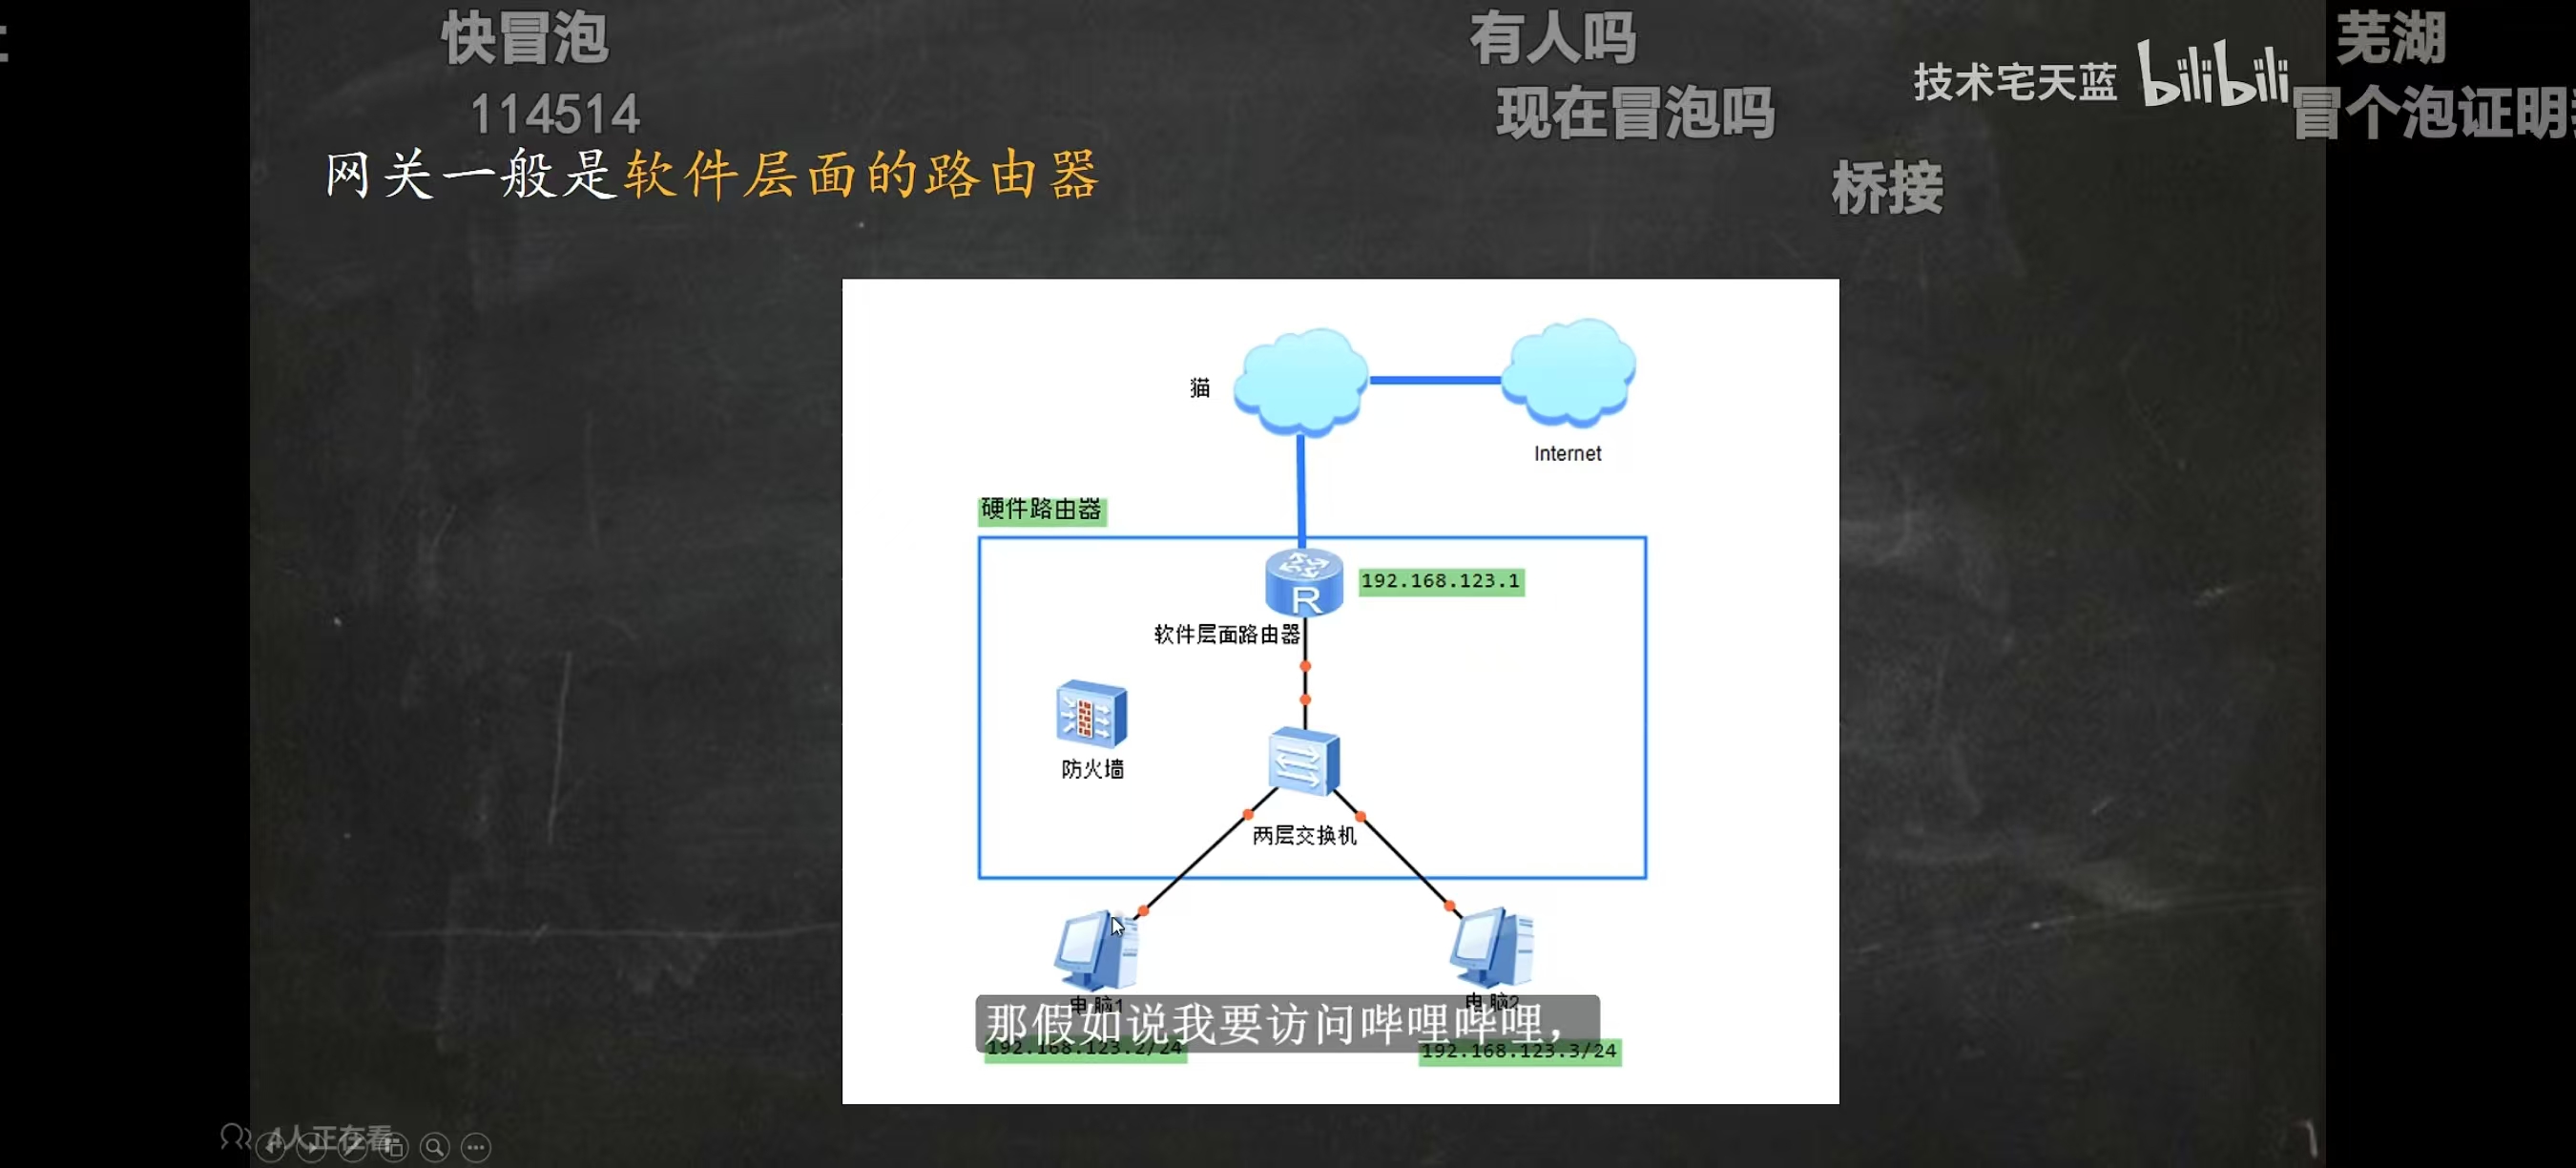 快冒泡
有人吗
芜湖
技术宅天蓝 bilibili
114514
现在冒泡吗
冒个泡证明
网关一般是软件层面的路由器
桥接
猫
Internet
硬件路由器
192.168.123.1
R
软件层面路由器
防火墙
两层交换机
电脑1
电脑2
那假如说我要访问哔哩哔哩，
192.168.123.2/24
192.168.123.3/24
4人正在看